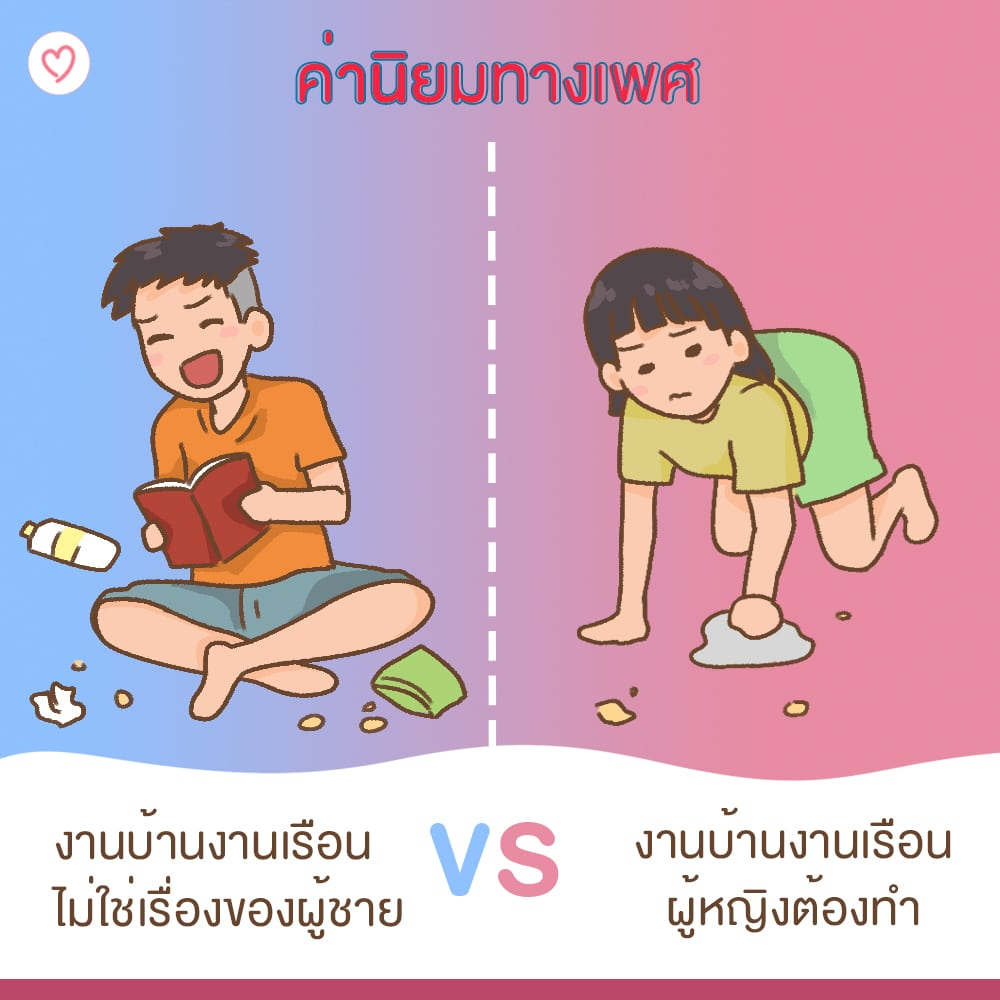 ค่านิยมทางเพศ
งานบ้านงานเรือน
ไม่ใช่เรื่องของผู้ชาย
VS
งานบ้านงานเรือน
ผู้หญิงต้องทำ